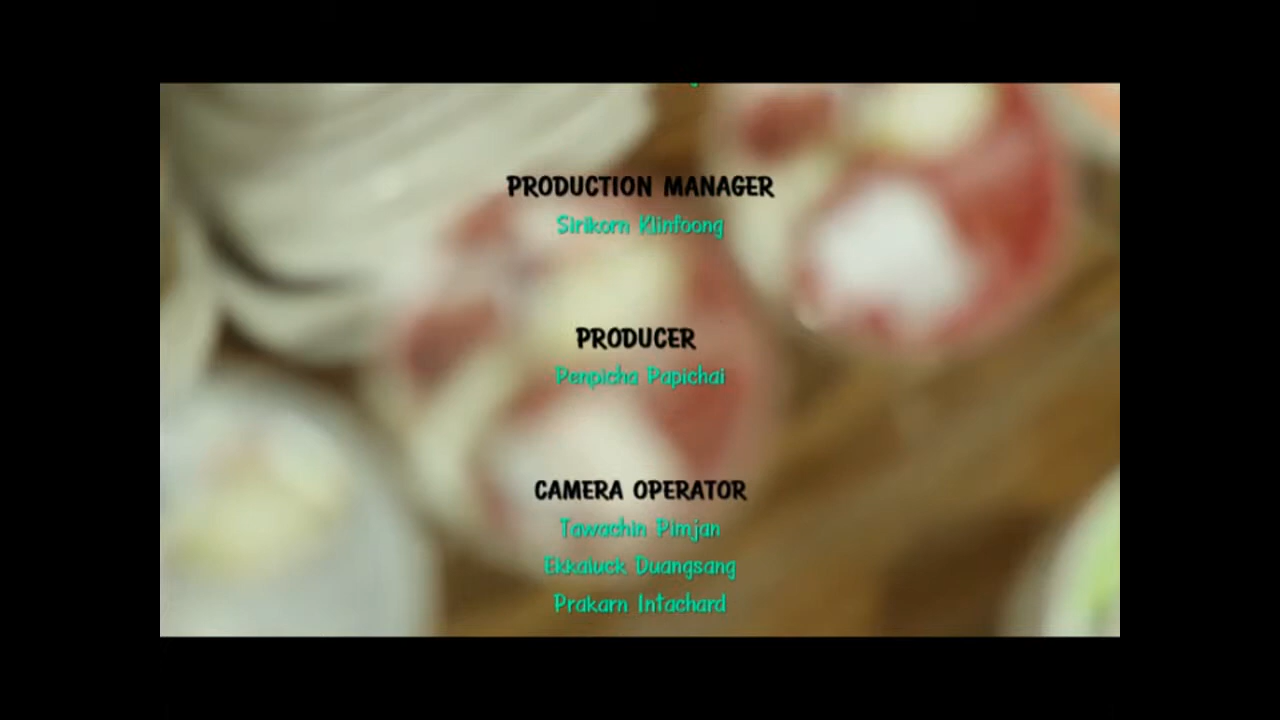 PRODUCTION MANAGER
Sirikorn Klinfoong
PRODUCER
Penpicha Papichai
CAMERA OPERATOR
Tawachin Pimjan
Ekkaluck Duangsang
Prakarn Intachard